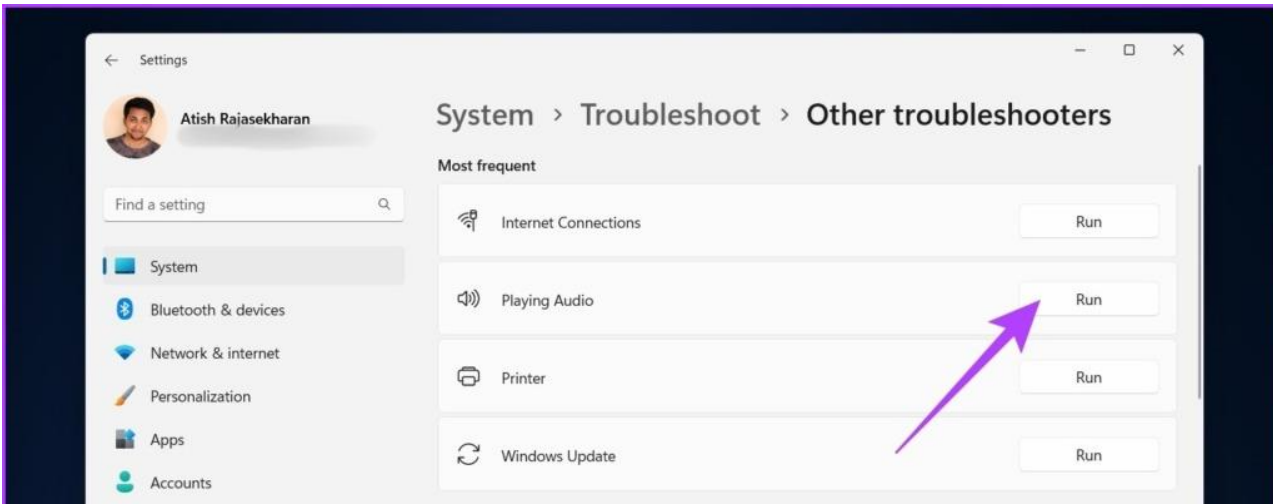 Settings
Atish Rajasekharan
Find a setting
System
Bluetooth & devices
Network & internet
Personalization
Apps
Accounts
System > Troubleshoot > Other troubleshooters
Most frequent
Internet Connections Run
Playing Audio Run
Printer Run
Windows Update Run